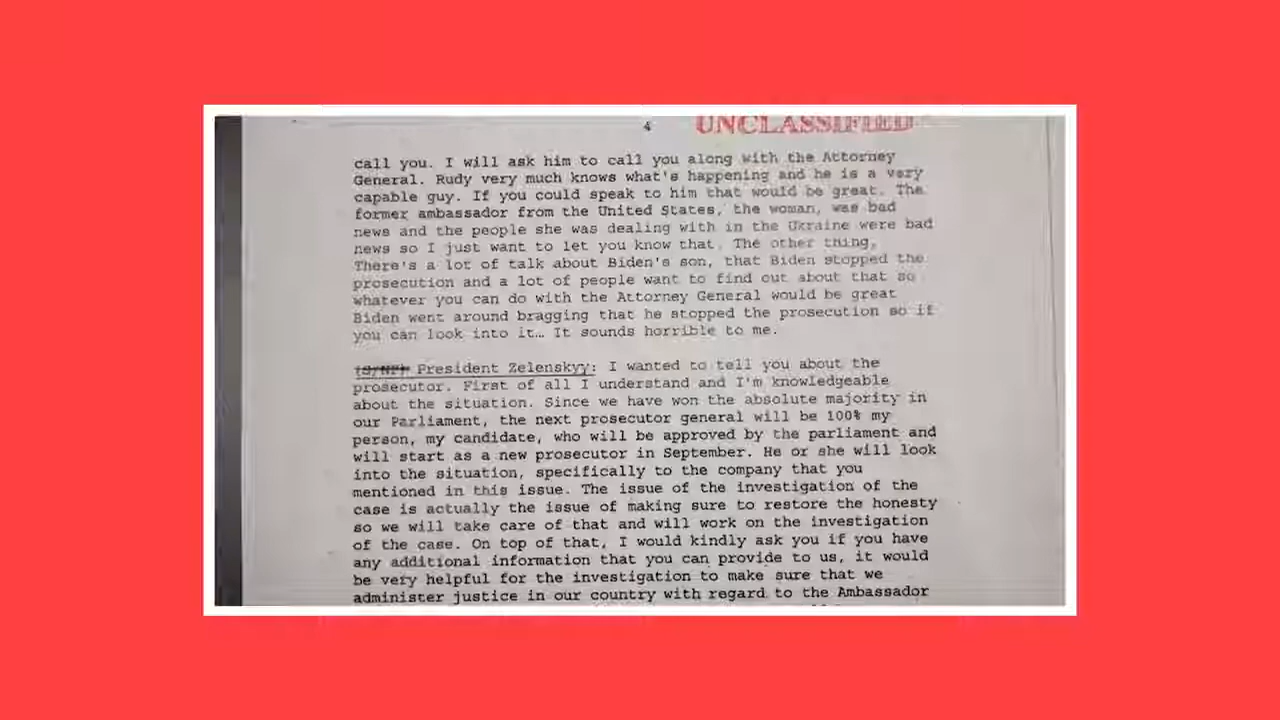 4
UNCLASSIFIED
call you. I will ask him to call you along with the Attorney
General. Rudy very much knows what's happening and he is a very
capable guy. If you could speak to him that would be great. The
former ambassador from the United States, the woman, was bad
news and the people she was dealing with in the Ukraine were bad
news so I just want to let you know that. The other thing,
There's a lot of talk about Biden's son, that Biden stopped the
prosecution and a lot of people want to find out about that so
whatever you can do with the Attorney General would be great
Biden went around bragging that he stopped the prosecution so if
you can look into it… It sounds horrible to me.
(S/NF) President Zelenskyy: I wanted to tell you about the
prosecutor. First of all I understand and I'm knowledgeable
about the situation. Since we have won the absolute majority in
our Parliament, the next prosecutor general will be 100% my
person, my candidate, who will be approved by the parliament and
will start as a new prosecutor in September. He or she will look
into the situation, specifically to the company that you
mentioned in this issue. The issue of the investigation of the
case is actually the issue of making sure to restore the honesty
so we will take care of that and will work on the investigation
of the case. On top of that, I would kindly ask you if you have
any additional information that you can provide to us, it would
be very helpful for the investigation to make sure that we
administer justice in our country with regard to the Ambassador